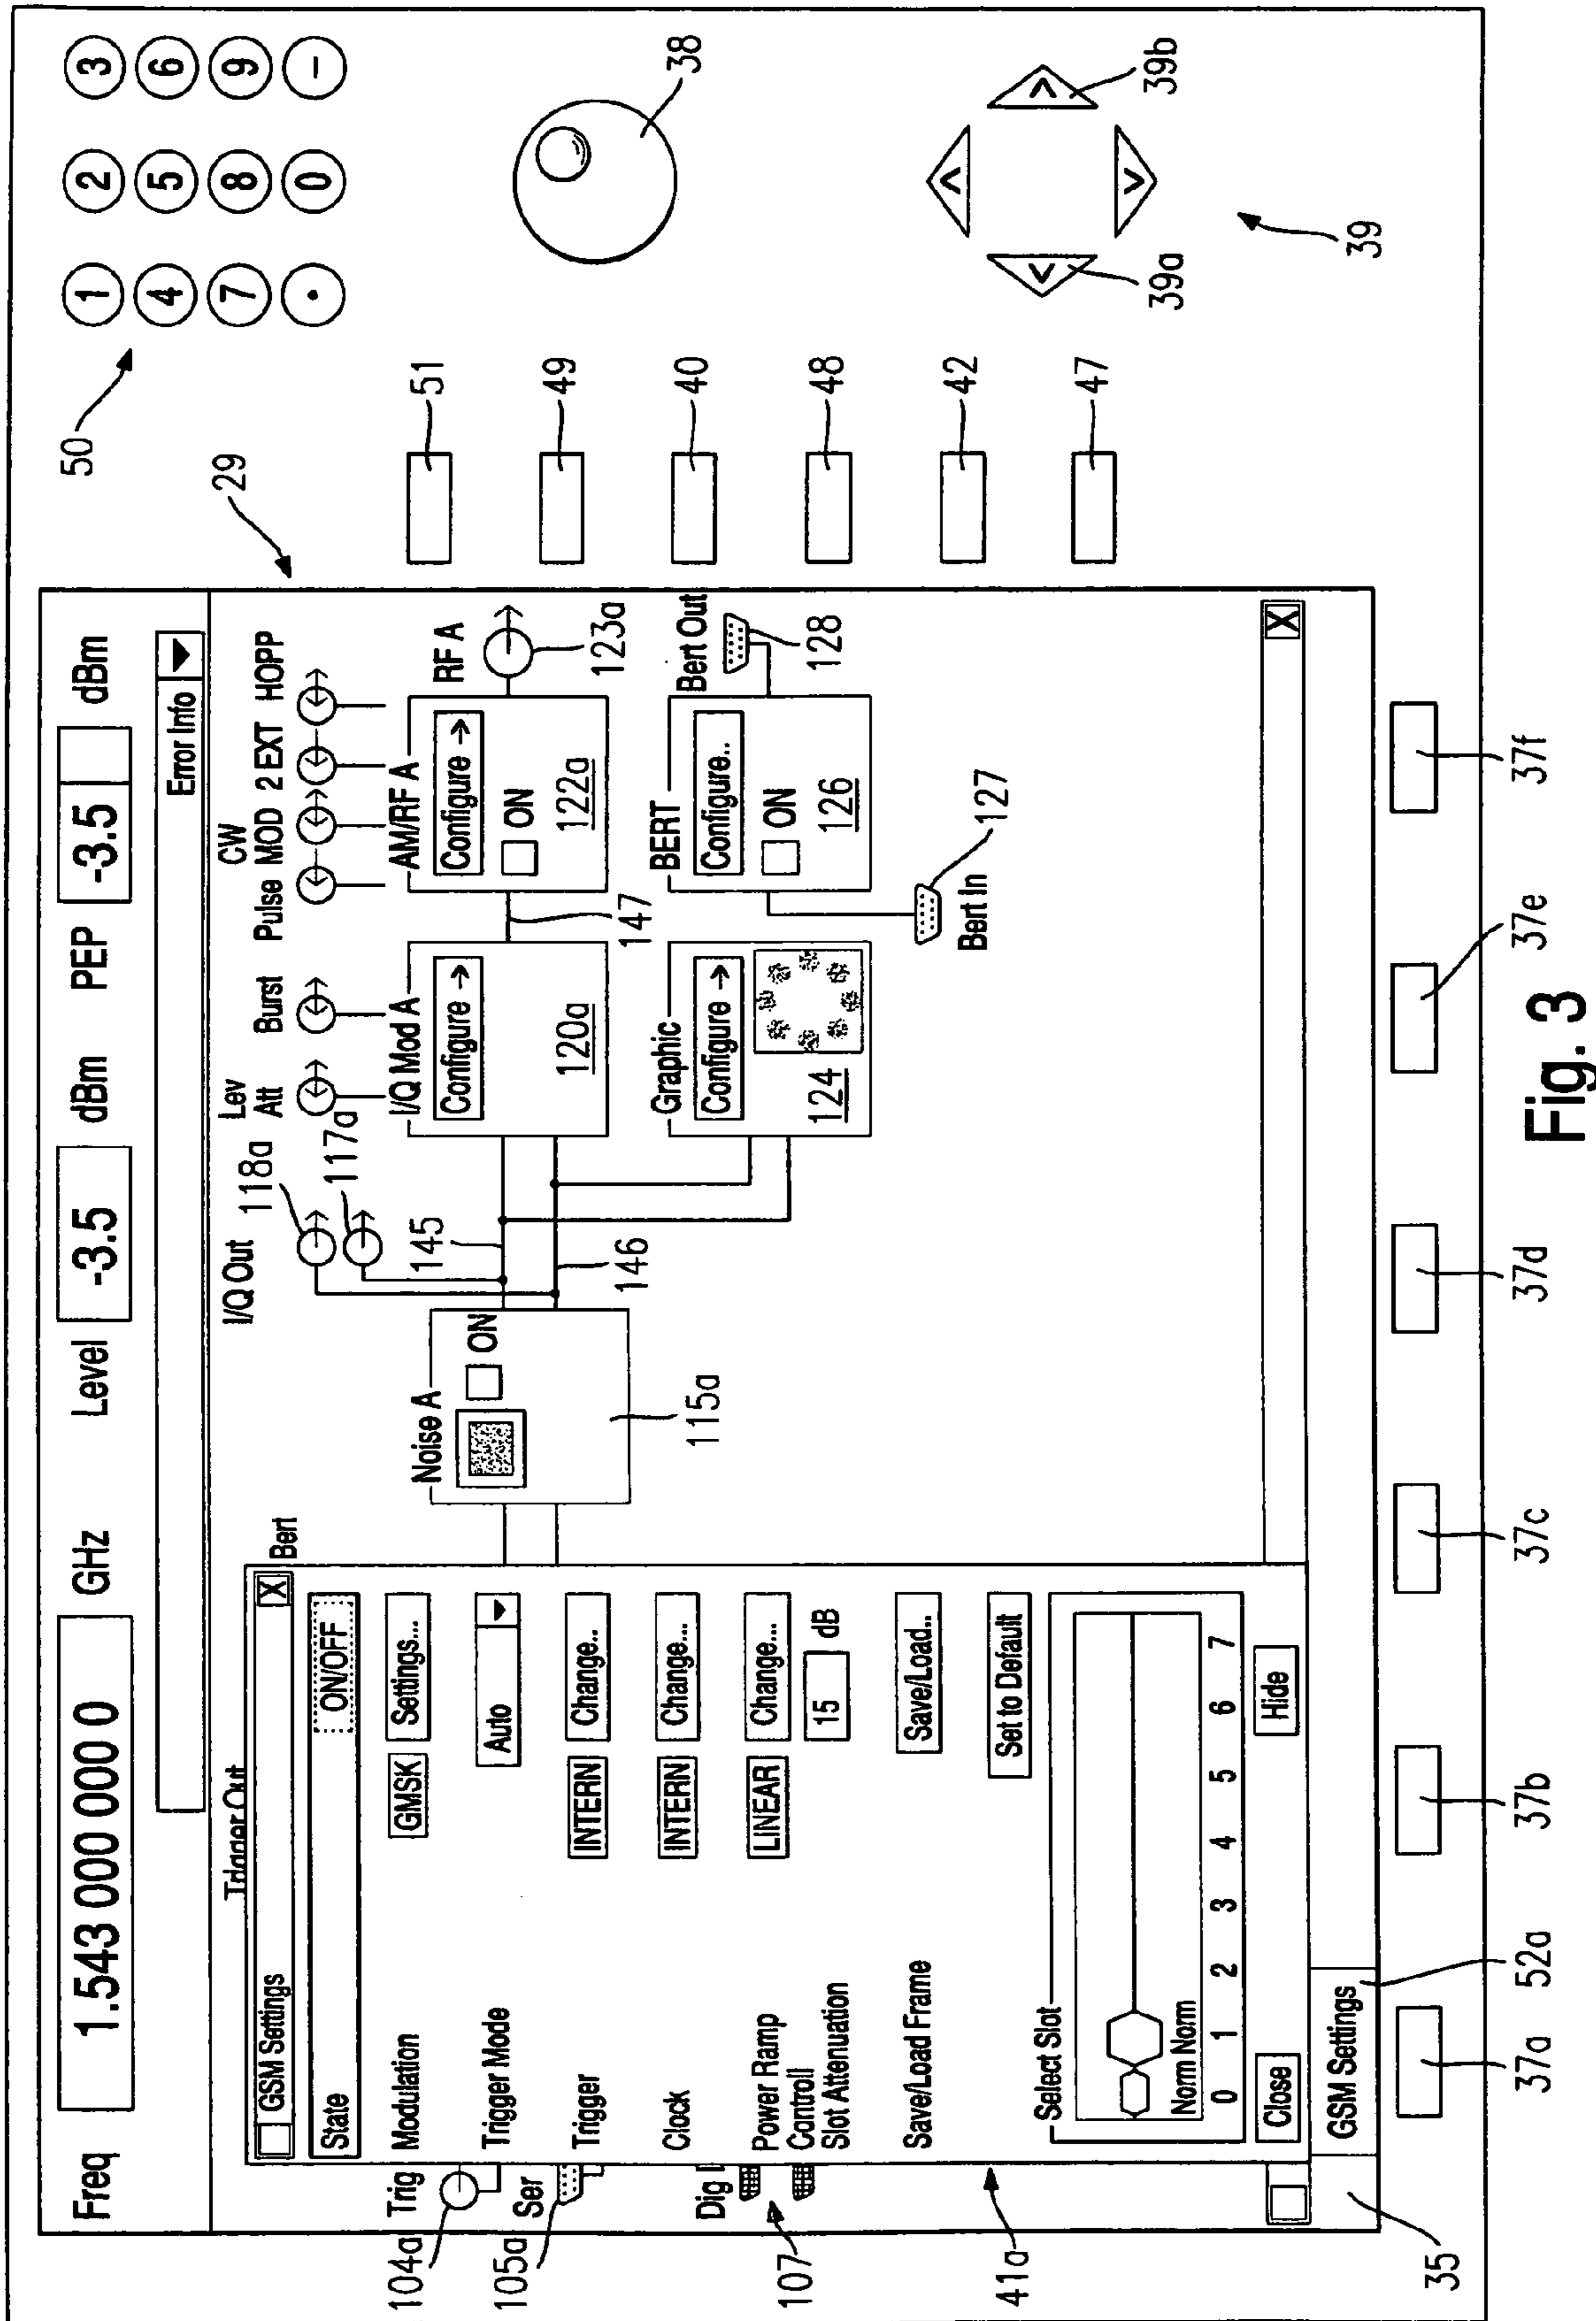 Freq 1.543 000 000 0 GHz Level -3.5 dBm PEP -3.5 dBm
Error Info
50
1 2 3
4 5 6
7 8 9
. 0 -
29
Trigger Out
Bert
I/Q Out
118a
117a
Lev
Att
Burst
Pulse
CW
MOD
2 EXT
HOPP
GSM Settings X
State ON/OFF
Modulation GMSK Settings...
Trigger Mode Auto
Trigger INTERN Change..
Clock INTERN Change...
Power Ramp
Controll
LINEAR Change...
Slot Attenuation 15 dB
Save/Load Frame Save/Load..
Set to Default
Select Slot
Norm Norm
0 1 2 3 4 5 6 7
Close Hide
104a Trig
105a Ser
Dig I
107
41a
Noise A
ON
115a
145
146
I/Q Mod A
Configure →
120a
147
AM/RF A
Configure →
ON
122a
RF A
123a
Graphic
Configure →
124
BERT
Configure..
ON
126
Bert Out
128
127
Bert In
X
51
49
40
48
42
47
38
39a
39b
39
GSM Settings
35
52a
37a
37b
37c
37d
37e
37f
Fig. 3